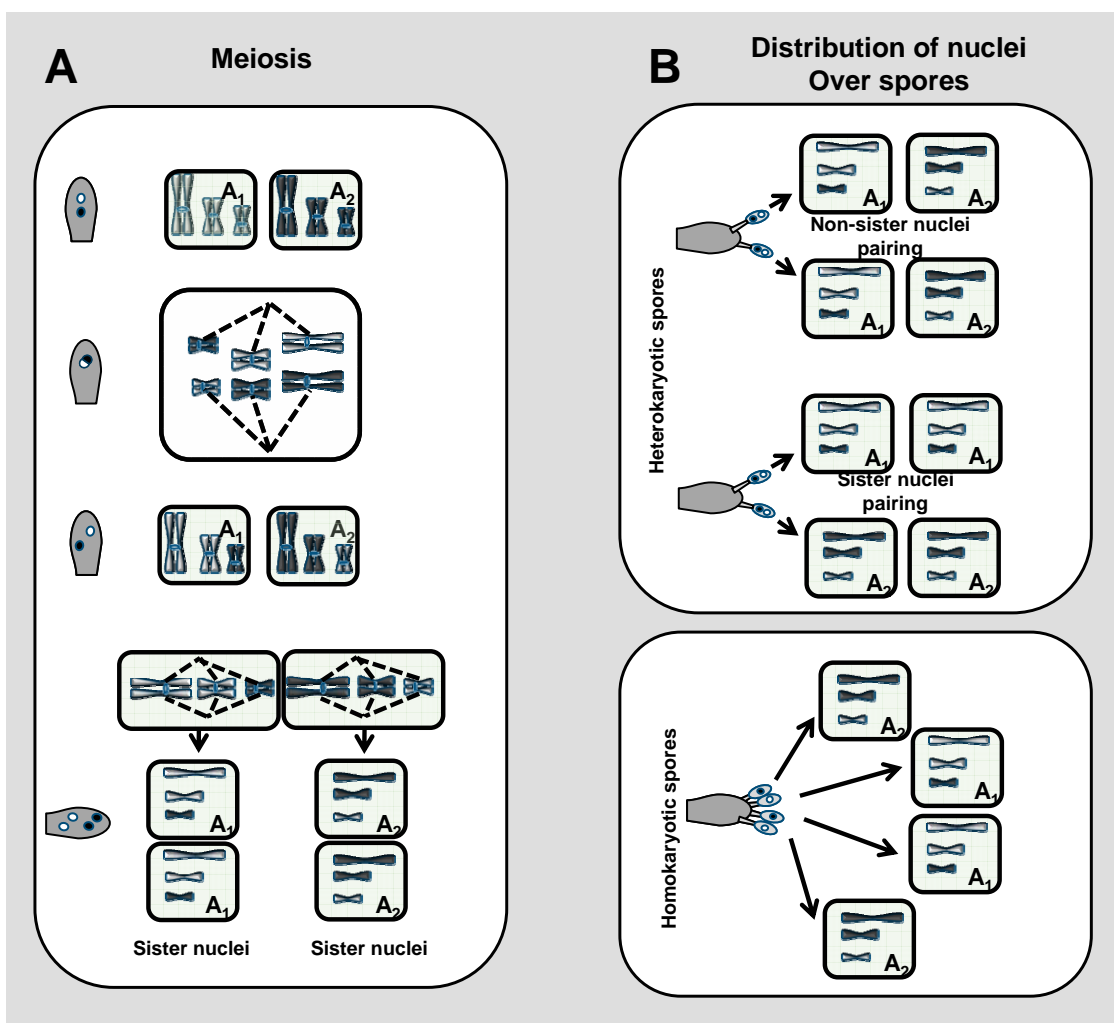 A
Meiosis
A1
A2
A1
A2
A1
A2
A1
A2
Sister nuclei
Sister nuclei
B
Distribution of nuclei
Over spores
Heterokaryotic spores
A1
A2
Non-sister nuclei
pairing
A1
A2
A1
A1
Sister nuclei
pairing
A2
A2
Homokaryotic spores
A2
A1
A1
A2